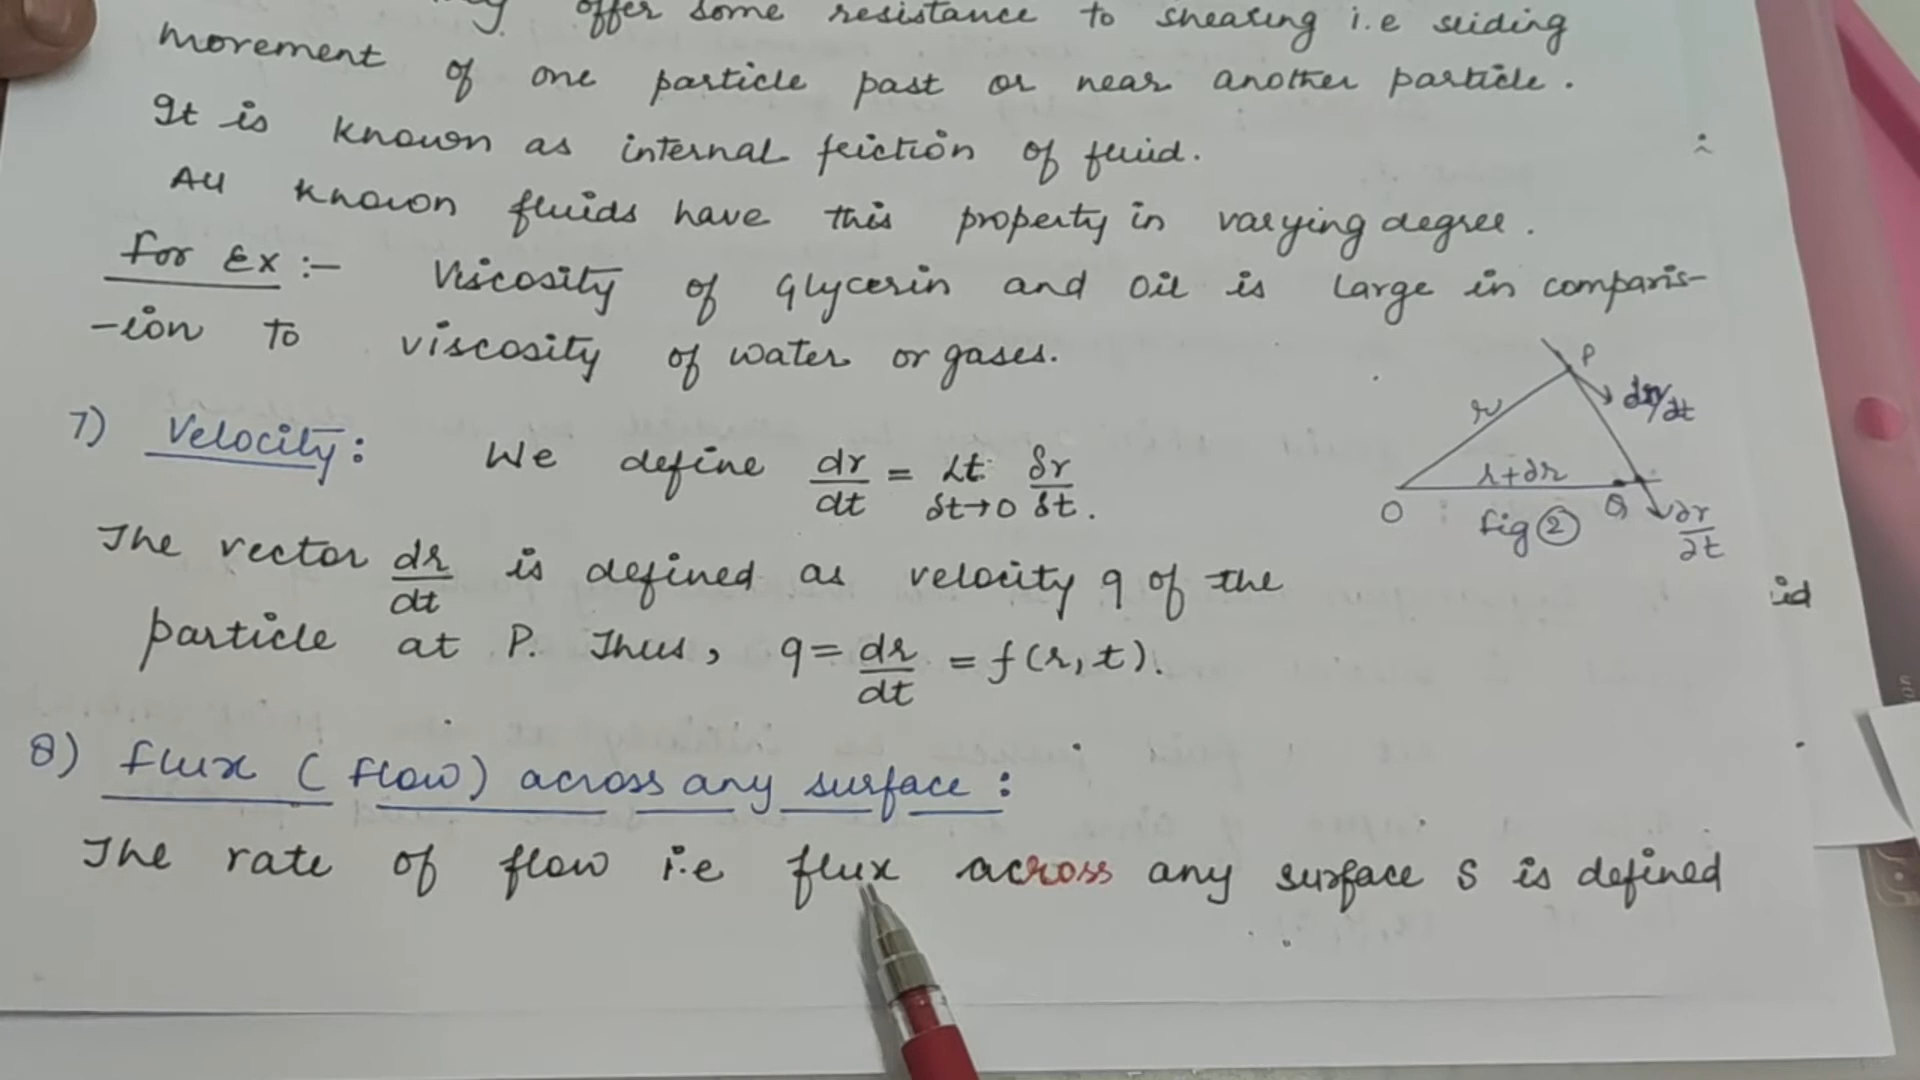 offer some resistance to shearing i.e sliding
movement of one particle past or near another particle.
It is known as internal friction of fluid.
All known fluids have this property in varying degree.
For Ex :- Viscosity of Glycerin and oil is large in comparis-
-ion to viscosity of water or gases.
7) Velocity: We define dr/dt = Lt δt→0 δr/δt.
P
r
dr/dt
r+δr
O
Q
∂r/∂t
fig ②
The vector dr/dt is defined as velocity q of the
particle at P. Thus, q = dr/dt = f(r, t).
id
8) Flux (Flow) across any surface:
The rate of flow i.e flux across any surface S is defined